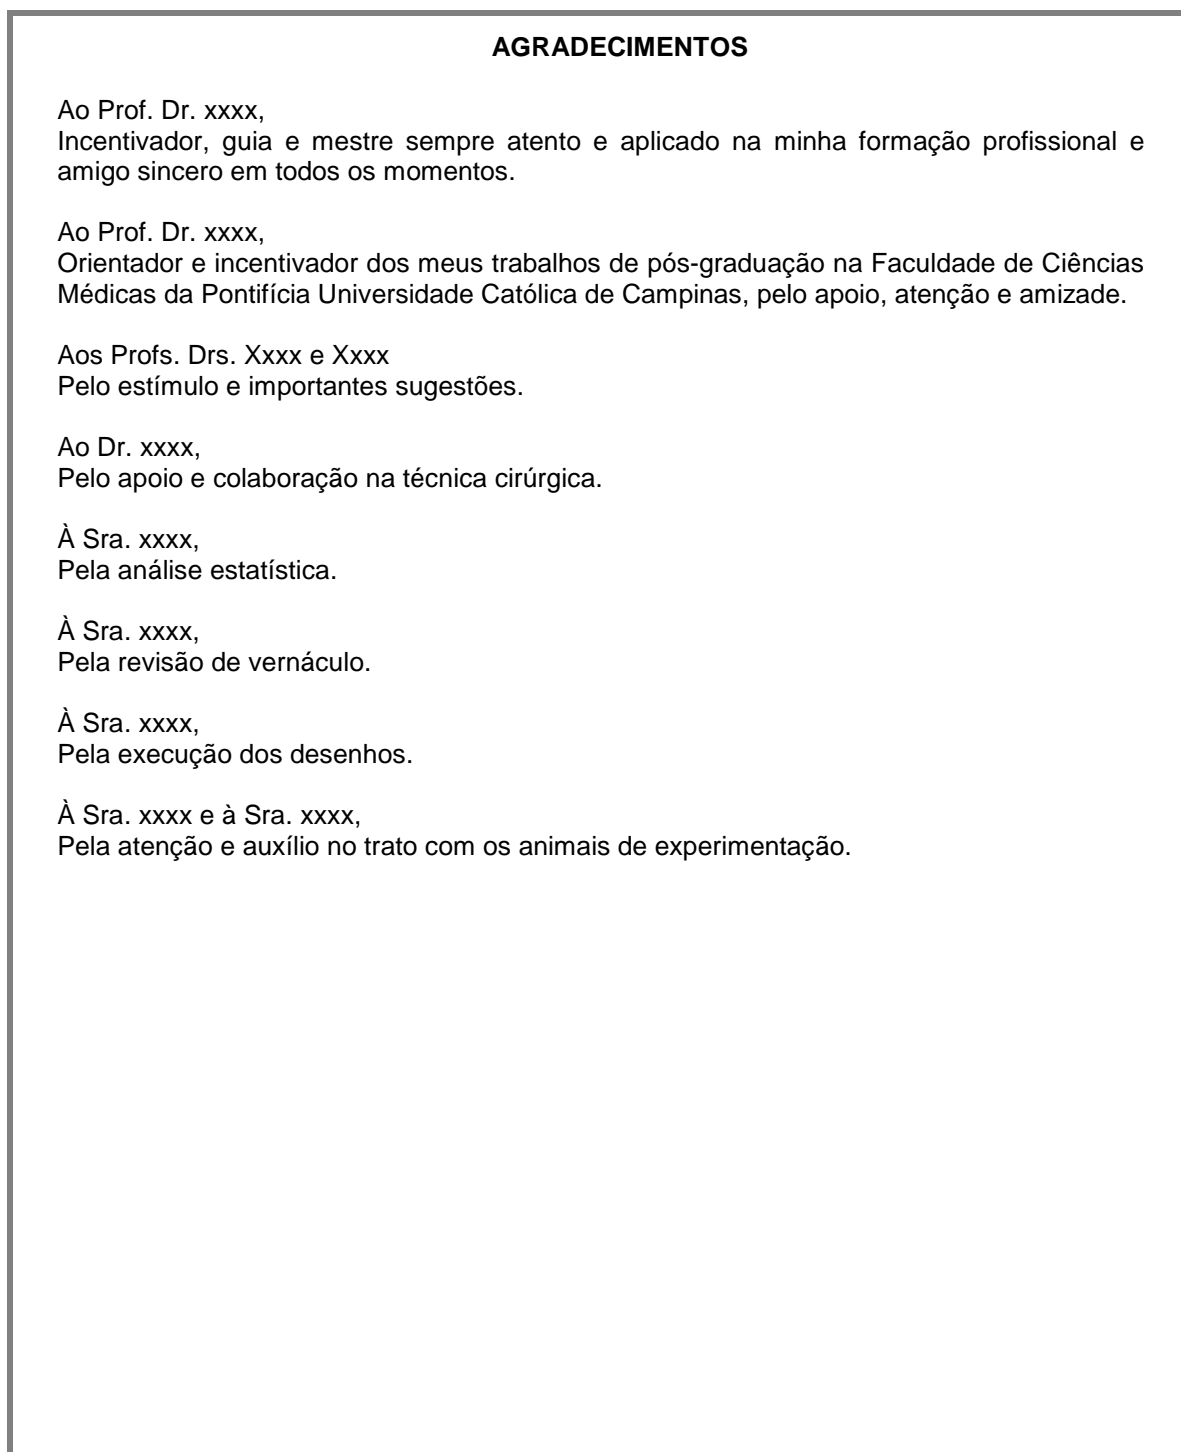 AGRADECIMENTOS
Ao Prof. Dr. xxxx,
Incentivador, guia e mestre sempre atento e aplicado na minha formação profissional e
amigo sincero em todos os momentos.
Ao Prof. Dr. xxxx,
Orientador e incentivador dos meus trabalhos de pós-graduação na Faculdade de Ciências
Médicas da Pontifícia Universidade Católica de Campinas, pelo apoio, atenção e amizade.
Aos Profs. Drs. Xxxx e Xxxx
Pelo estímulo e importantes sugestões.
Ao Dr. xxxx,
Pelo apoio e colaboração na técnica cirúrgica.
À Sra. xxxx,
Pela análise estatística.
À Sra. xxxx,
Pela revisão de vernáculo.
À Sra. xxxx,
Pela execução dos desenhos.
À Sra. xxxx e à Sra. xxxx,
Pela atenção e auxílio no trato com os animais de experimentação.